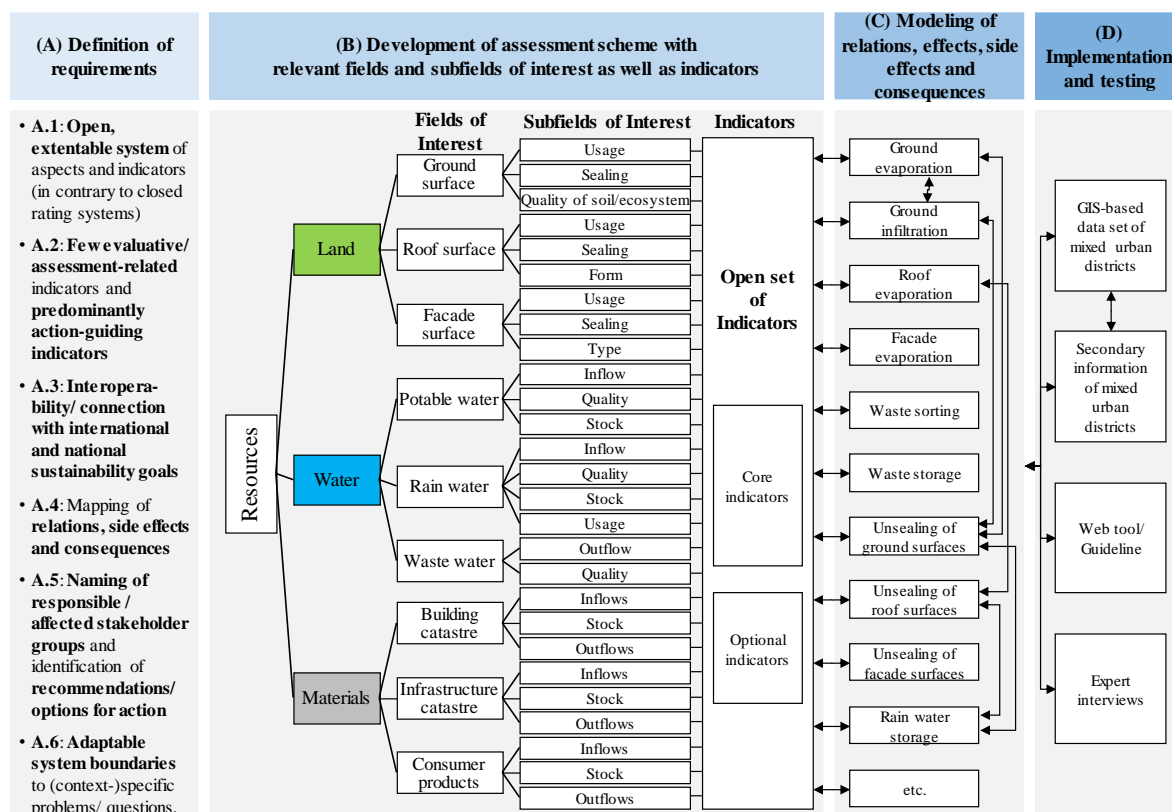 (A) Definition of
requirements
(B) Development of assessment scheme with
relevant fields and subfields of interest as well as indicators
(C) Modeling of
relations, effects, side
effects and
consequences
(D)
Implementation
and testing
• A.1: Open,
extentable system of
aspects and indicators
(in contrary to closed
rating systems)
• A.2: Few evaluative/
assessment-related
indicators and
predominantly
action-guiding
indicators
• A.3: Interopera-
bility/ connection
with international
and national
sustainability goals
• A.4: Mapping of
relations, side effects
and consequences
• A.5: Naming of
responsible /
affected stakeholder
groups and
identification of
recommendations/
options for action
• A.6: Adaptable
system boundaries
to (context-)specific
problems/ questions.
Resources
Land
Water
Materials
Fields of
Interest
Ground
surface
Roof surface
Facade
surface
Potable water
Rain water
Waste water
Building
catastre
Infrastructure
catastre
Consumer
products
Subfields of Interest
Usage
Sealing
Quality of soil/ecosystem
Usage
Sealing
Form
Usage
Sealing
Type
Inflow
Quality
Stock
Inflow
Quality
Stock
Usage
Outflow
Quality
Inflows
Stock
Outflows
Inflows
Stock
Outflows
Inflows
Stock
Outflows
Indicators
Open set
of
Indicators
Core
indicators
Optional
indicators
Ground
evaporation
Ground
infiltration
Roof
evaporation
Facade
evaporation
Waste sorting
Waste storage
Unsealing of
ground surfaces
Unsealing of
roof surfaces
Unsealing of
facade surfaces
Rain water
storage
etc.
GIS-based
data set of
mixed urban
districts
Secondary
information
of mixed
urban
districts
Web tool/
Guideline
Expert
interviews